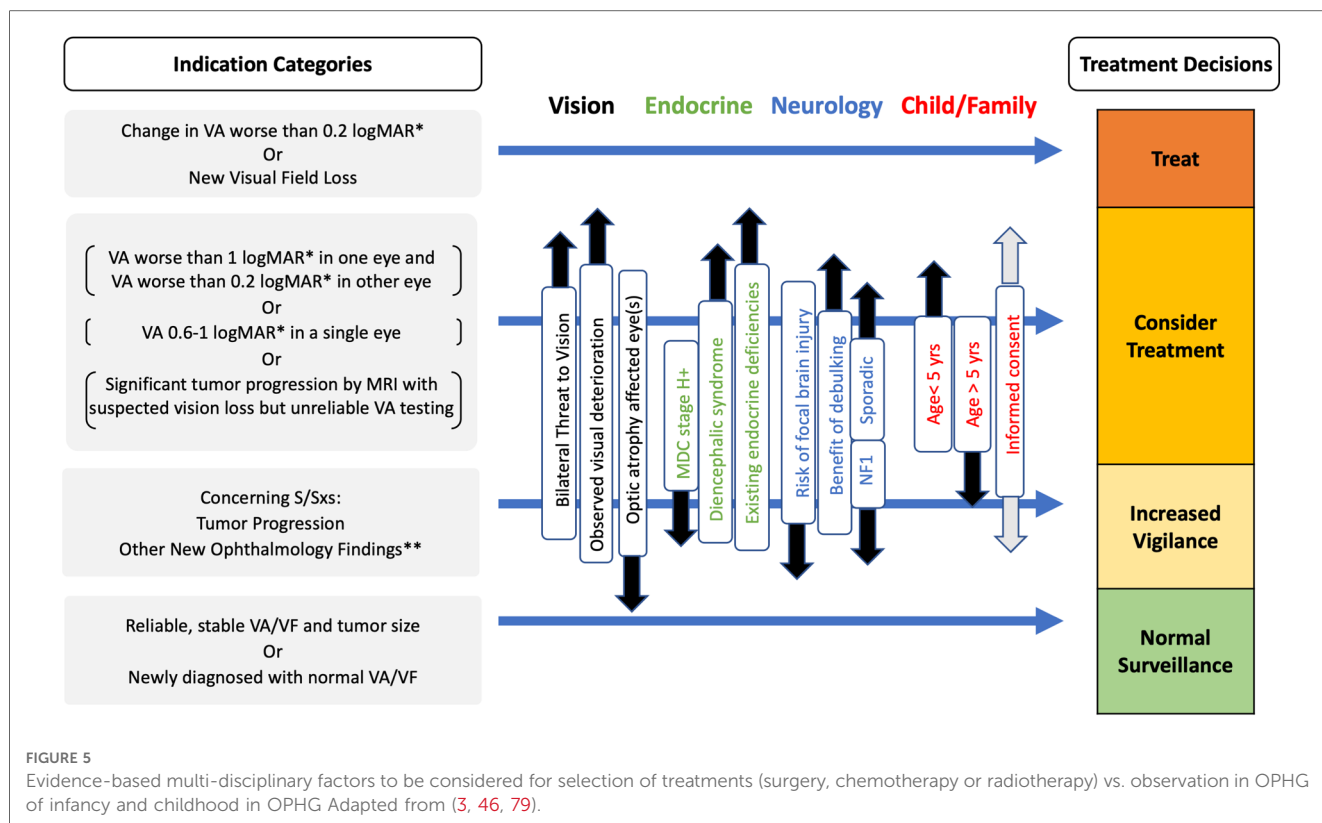 Indication Categories
Treatment Decisions
Vision
Endocrine
Neurology
Child/Family
Change in VA worse than 0.2 logMAR*
Or
New Visual Field Loss
VA worse than 1 logMAR* in one eye and
VA worse than 0.2 logMAR* in other eye
Or
VA 0.6-1 logMAR* in a single eye
Or
Significant tumor progression by MRI with
suspected vision loss but unreliable VA testing
Concerning S/Sxs:
Tumor Progression
Other New Ophthalmology Findings**
Reliable, stable VA/VF and tumor size
Or
Newly diagnosed with normal VA/VF
Bilateral Threat to Vision
Observed visual deterioration
Optic atrophy affected eye(s)
MDC stage H+
Diencephalic syndrome
Existing endocrine deficiencies
Risk of focal brain injury
Benefit of debulking
Sporadic
NF1
Age< 5 yrs
Age > 5 yrs
Informed consent
Treat
Consider
Treatment
Increased
Vigilance
Normal
Surveillance
FIGURE 5
Evidence-based multi-disciplinary factors to be considered for selection of treatments (surgery, chemotherapy or radiotherapy) vs. observation in OPHG
of infancy and childhood in OPHG Adapted from (3, 46, 79).